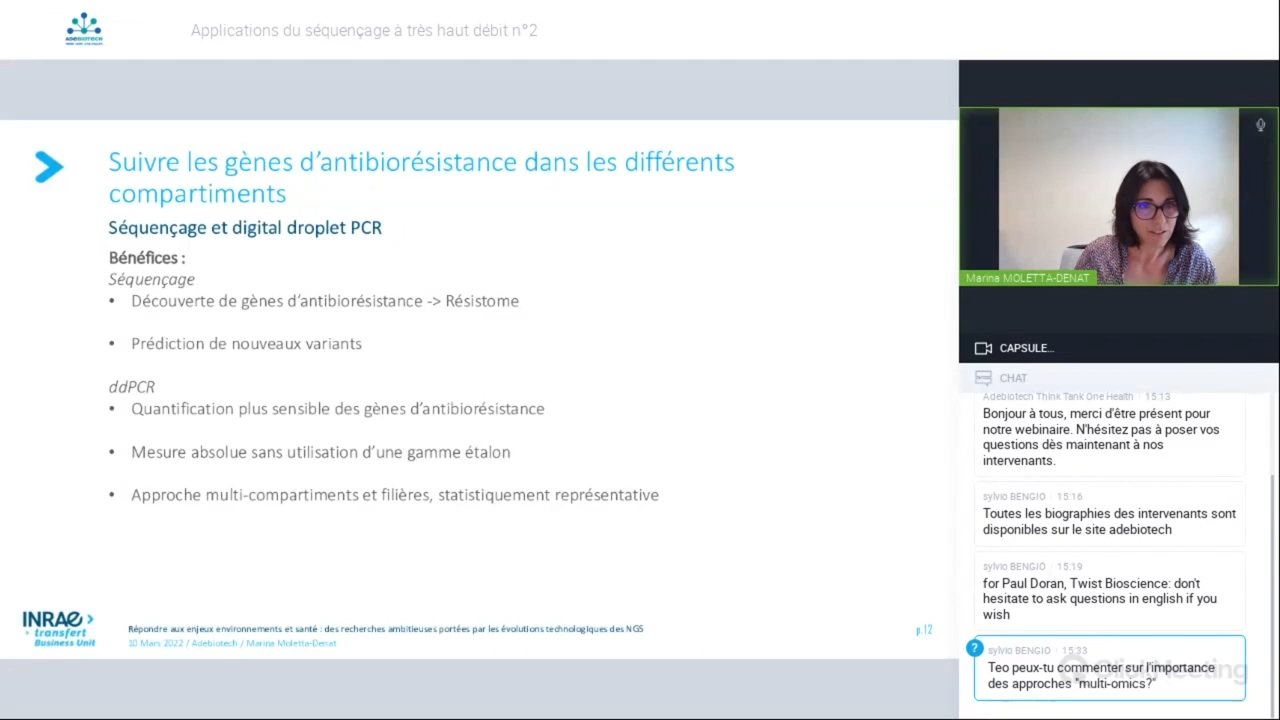 ADEBIOTECH
Applications du séquençage à très haut débit n°2
Suivre les gènes d'antibiorésistance dans les différents
compartiments
Séquençage et digital droplet PCR
Bénéfices :
Séquençage
• Découverte de gènes d'antibiorésistance -> Résistome
• Prédiction de nouveaux variants
ddPCR
• Quantification plus sensible des gènes d'antibiorésistance
• Mesure absolue sans utilisation d'une gamme étalon
• Approche multi-compartiments et filières, statistiquement représentative
INRAE
transfert
Business Unit
Répondre aux enjeux environnements et santé : des recherches ambitieuses portées par les évolutions technologiques des NGS
10 Mars 2022 / Adebiotech / Marina Moletta-Denat
p.12
Marina MOLETTA-DENAT
CAPSULE...
CHAT
Adebiotech Think Tank One Health 15:13
Bonjour à tous, merci d'être présent pour
notre webinaire. N'hésitez pas à poser vos
questions dès maintenant à nos
intervenants.
sylvio BENGIO 15:16
Toutes les biographies des intervenants sont
disponibles sur le site adebiotech
sylvio BENGIO 15:19
for Paul Doran, Twist Bioscience: don't
hesitate to ask questions in english if you
wish
?
sylvio BENGIO 15:33
Teo peux-tu commenter sur l'importance
des approches "multi-omics?"
ClickMeeting